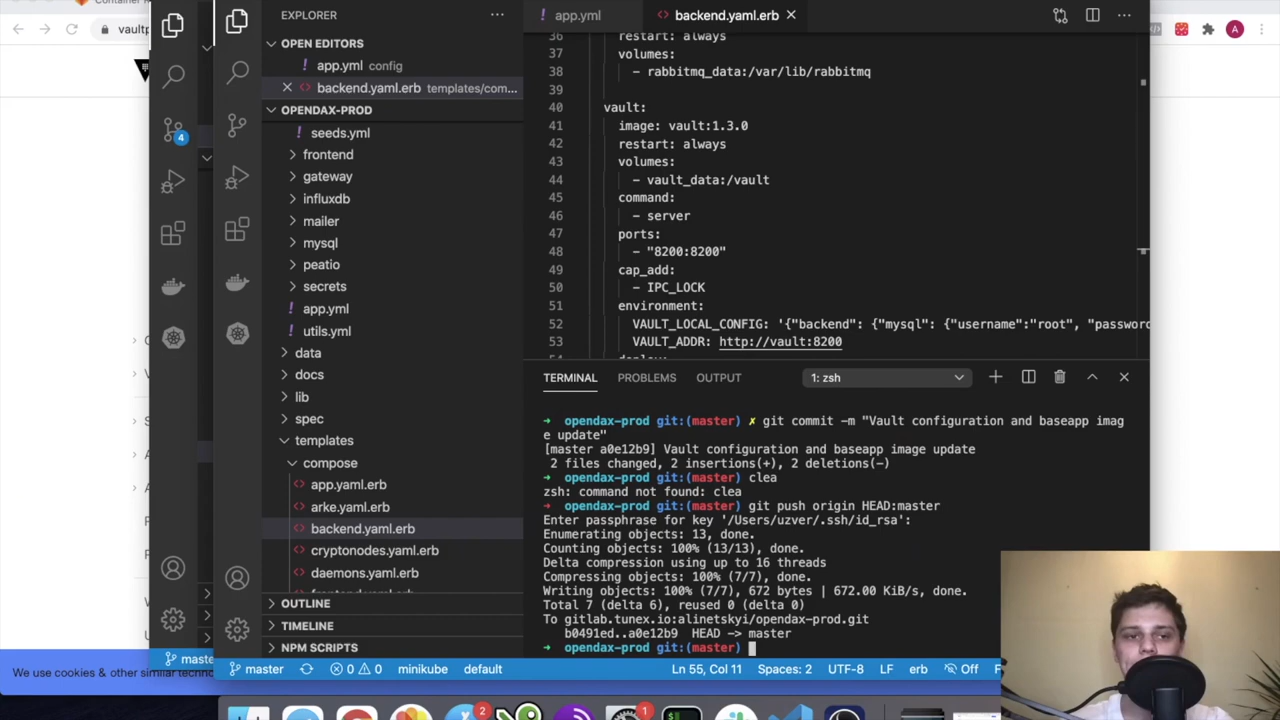 vaultp
EXPLORER
OPEN EDITORS
app.yml config
backend.yaml.erb templates/com...
OPENDAX-PROD
seeds.yml
frontend
gateway
influxdb
mailer
mysql
peatio
secrets
app.yml
utils.yml
data
docs
lib
spec
templates
compose
app.yaml.erb
arke.yaml.erb
backend.yaml.erb
cryptonodes.yaml.erb
daemons.yaml.erb
OUTLINE
TIMELINE
NPM SCRIPTS
4
app.yml
backend.yaml.erb
36 restart: always
37 volumes:
38 - rabbitmq_data:/var/lib/rabbitmq
39
40 vault:
41 image: vault:1.3.0
42 restart: always
43 volumes:
44 - vault_data:/vault
45 command:
46 - server
47 ports:
48 - "8200:8200"
49 cap_add:
50 - IPC_LOCK
51 environment:
52 VAULT_LOCAL_CONFIG: '{"backend": {"mysql": {"username":"root", "password
53 VAULT_ADDR: http://vault:8200
TERMINAL PROBLEMS OUTPUT 1: zsh
➜ opendax-prod git:(master) ✗ git commit -m "Vault configuration and baseapp imag
e update"
[master a0e12b9] Vault configuration and baseapp image update
2 files changed, 2 insertions(+), 2 deletions(-)
➜ opendax-prod git:(master) clea
zsh: command not found: clea
➜ opendax-prod git:(master) git push origin HEAD:master
Enter passphrase for key '/Users/uzver/.ssh/id_rsa':
Enumerating objects: 13, done.
Counting objects: 100% (13/13), done.
Delta compression using up to 16 threads
Compressing objects: 100% (7/7), done.
Writing objects: 100% (7/7), 672 bytes | 672.00 KiB/s, done.
Total 7 (delta 6), reused 0 (delta 0)
To gitlab.tunex.io:alinetskyi/opendax-prod.git
b0491ed..a0e12b9 HEAD -> master
➜ opendax-prod git:(master)
We use cookies & other similar techno
maste
master 0 0 minikube default Ln 55, Col 11 Spaces: 2 UTF-8 LF erb Off
A
2
1